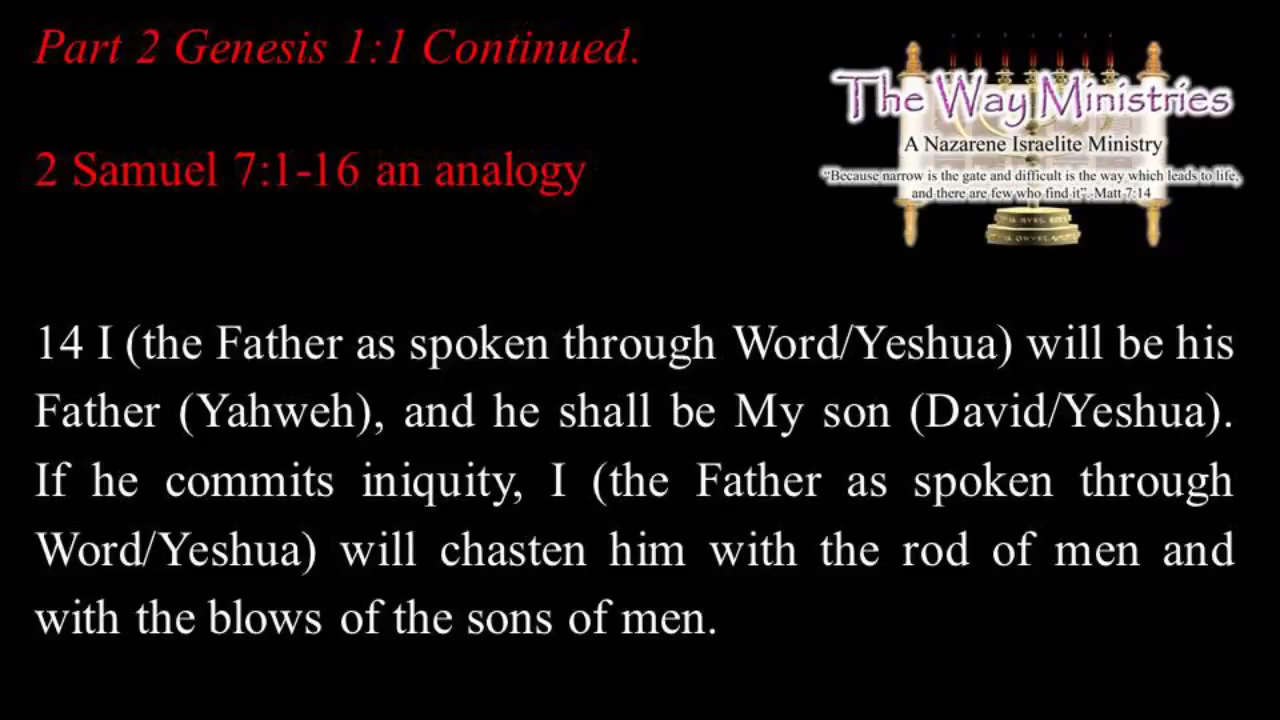 Part 2 Genesis 1:1 Continued.
2 Samuel 7:1-16 an analogy
The Way Ministries
A Nazarene Israelite Ministry
“Because narrow is the gate and difficult is the way which leads to life,
and there are few who find it”.-Matt 7:14
14 I (the Father as spoken through Word/Yeshua) will be his
Father (Yahweh), and he shall be My son (David/Yeshua).
If he commits iniquity, I (the Father as spoken through
Word/Yeshua) will chasten him with the rod of men and
with the blows of the sons of men.